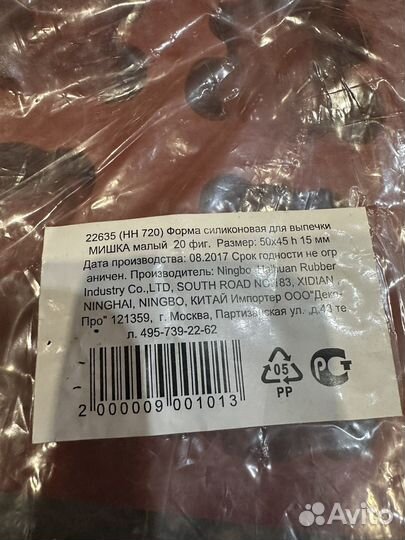 22635 (HH 720) Форма силиконовая для выпечки
МИШКА малый 20 фиг. Размер: 50х45 h 15 мм
Дата производства: 08.2017 Срок годности не огр
аничен. Производитель: Ningbo Haihuan Rubber
Industry Co.,LTD, SOUTH ROAD NO.183, XIDIAN ,
NINGHAI, NINGBO, КИТАЙ Импортер ООО"Деко-
Про" 121359, г. Москва, Партизанская ул. ,д.43 те
л. 495-739-22-62
2 000009 001013
05
PP
РСТ
Avito